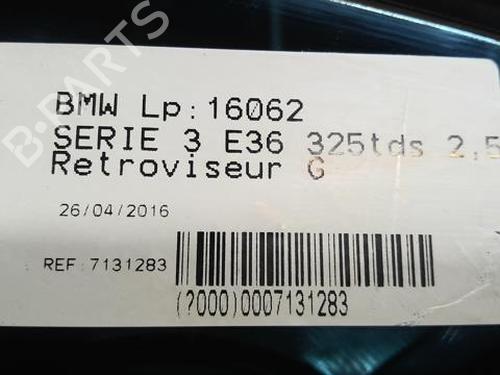 BMW Lp:16062
SERIE 3 E36 325tds 2,5
Retroviseur G
26/04/2016
REF:7131283
(?000)0007131283
B-PARTS